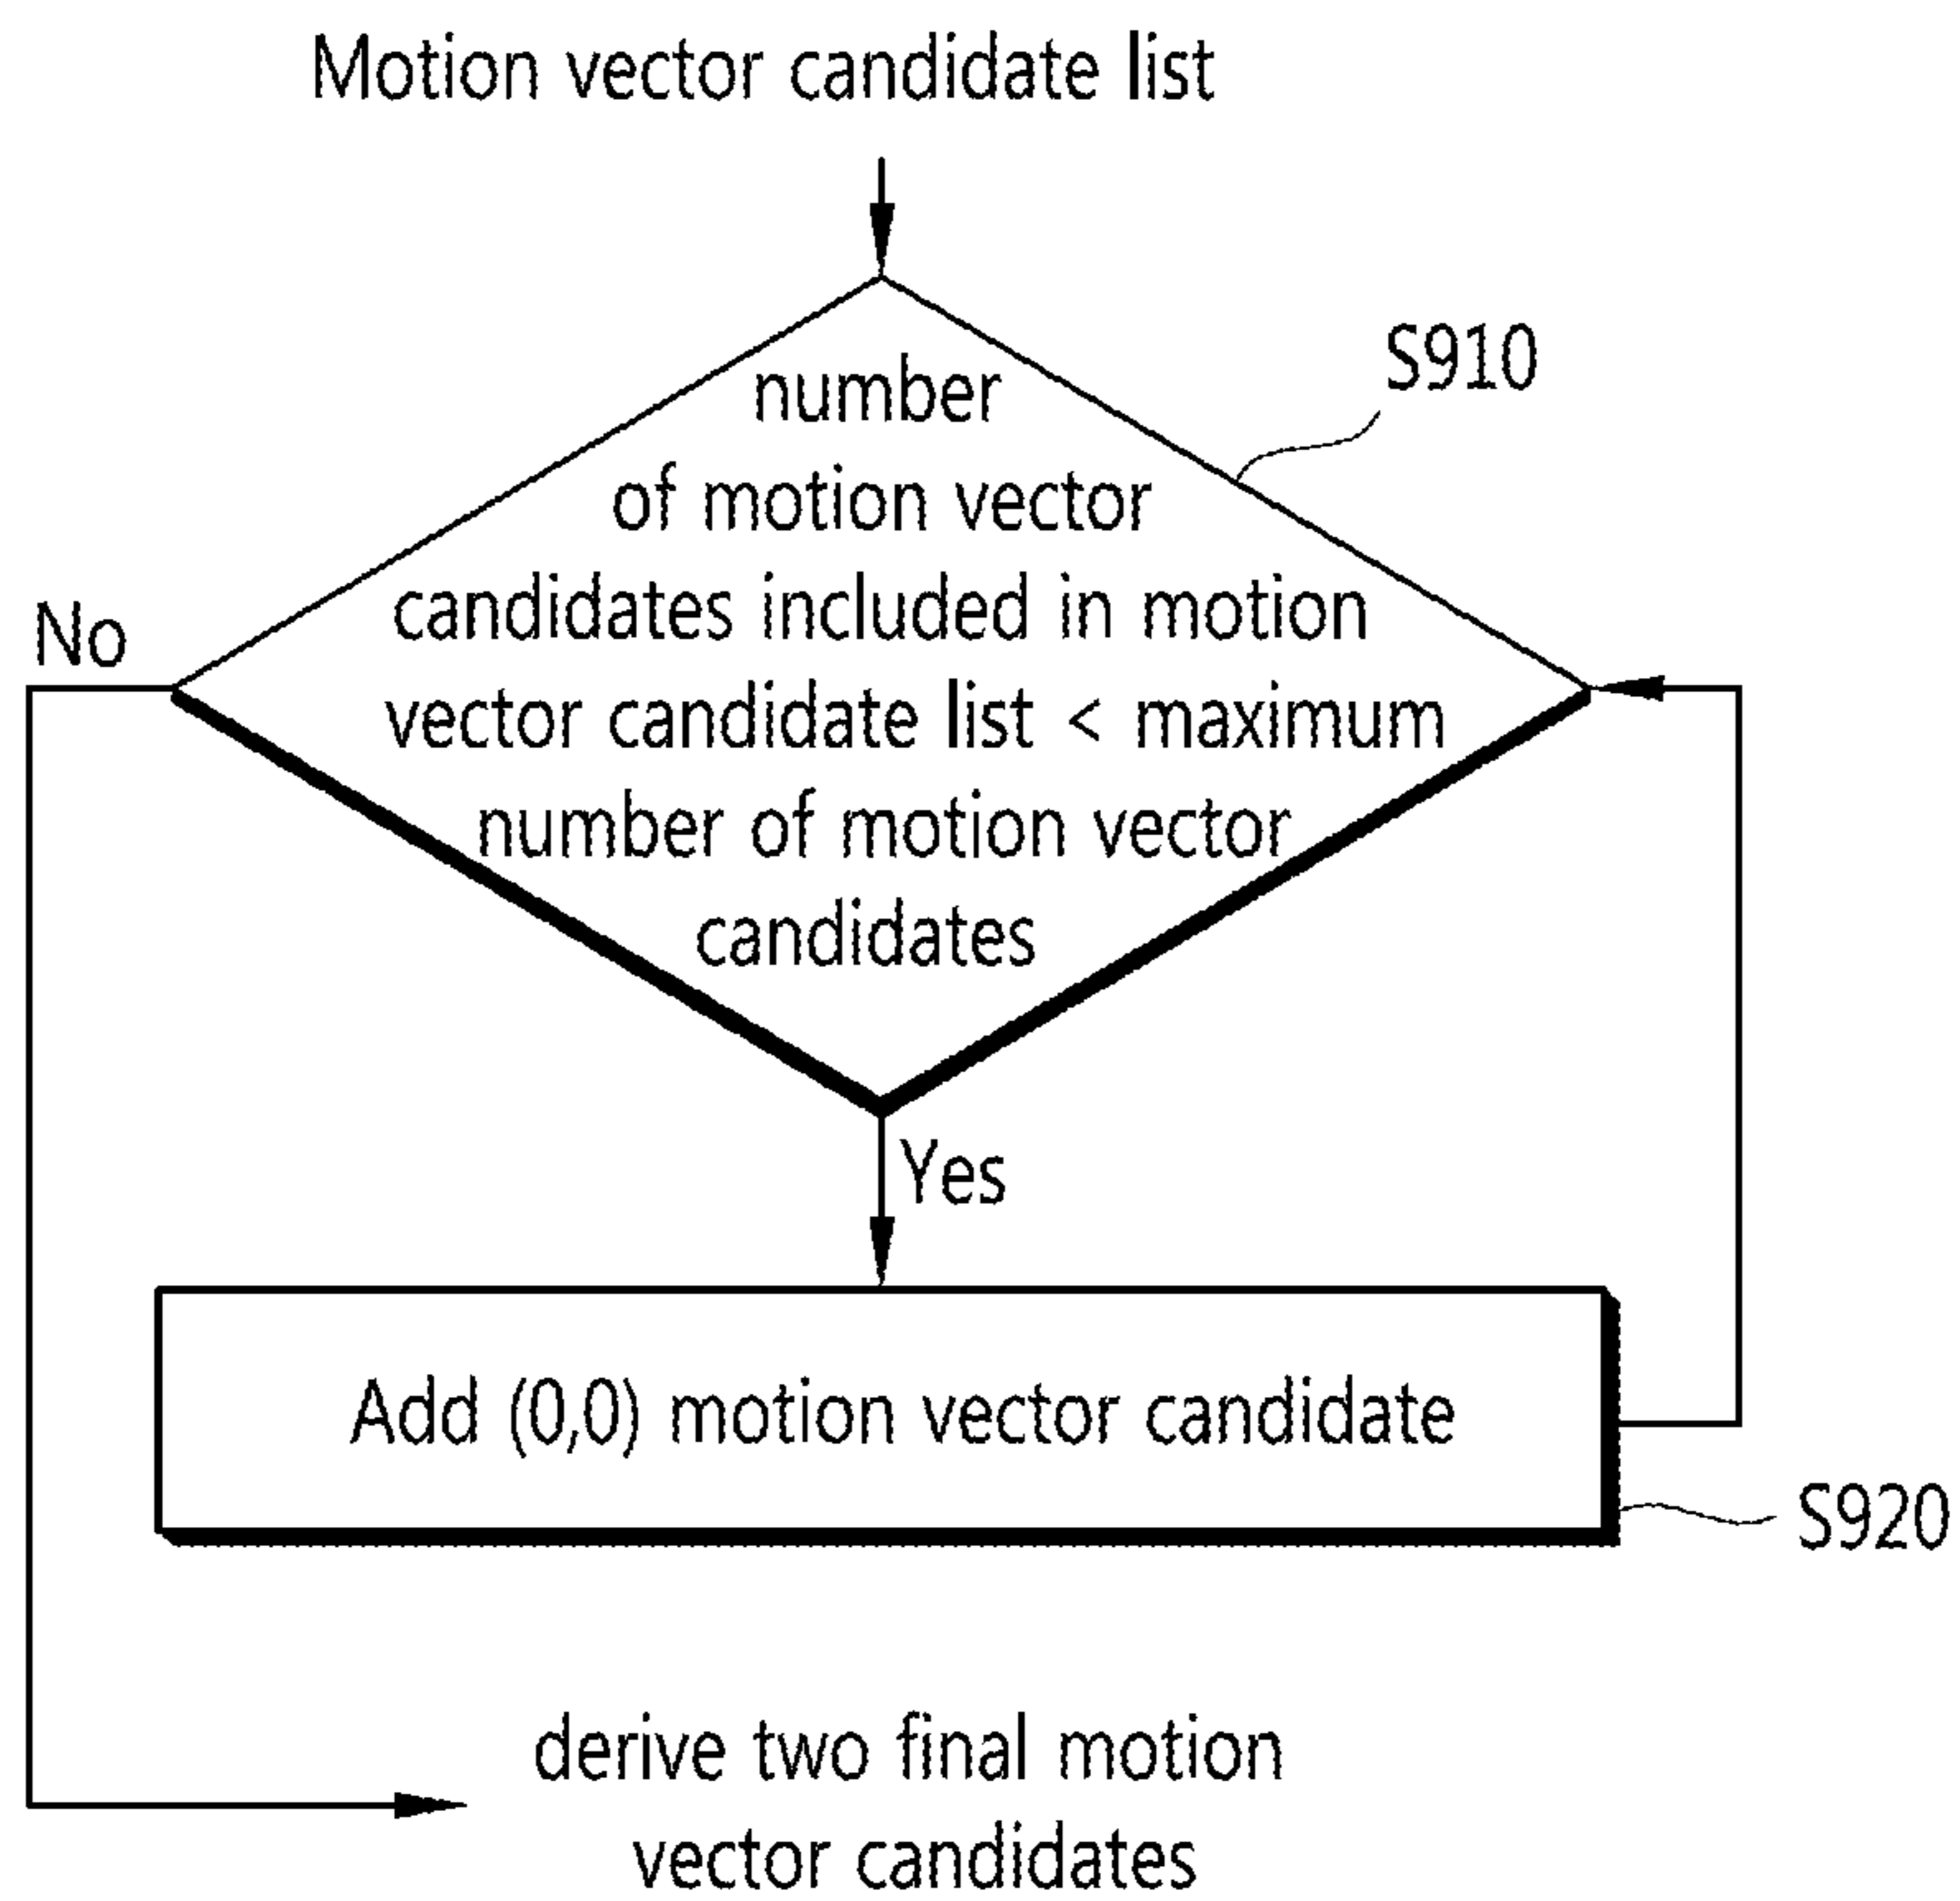 Motion vector candidate list
S910
number
of motion vector
candidates included in motion
vector candidate list < maximum
number of motion vector
candidates
No
Yes
Add (0,0) motion vector candidate
S920
derive two final motion
vector candidates